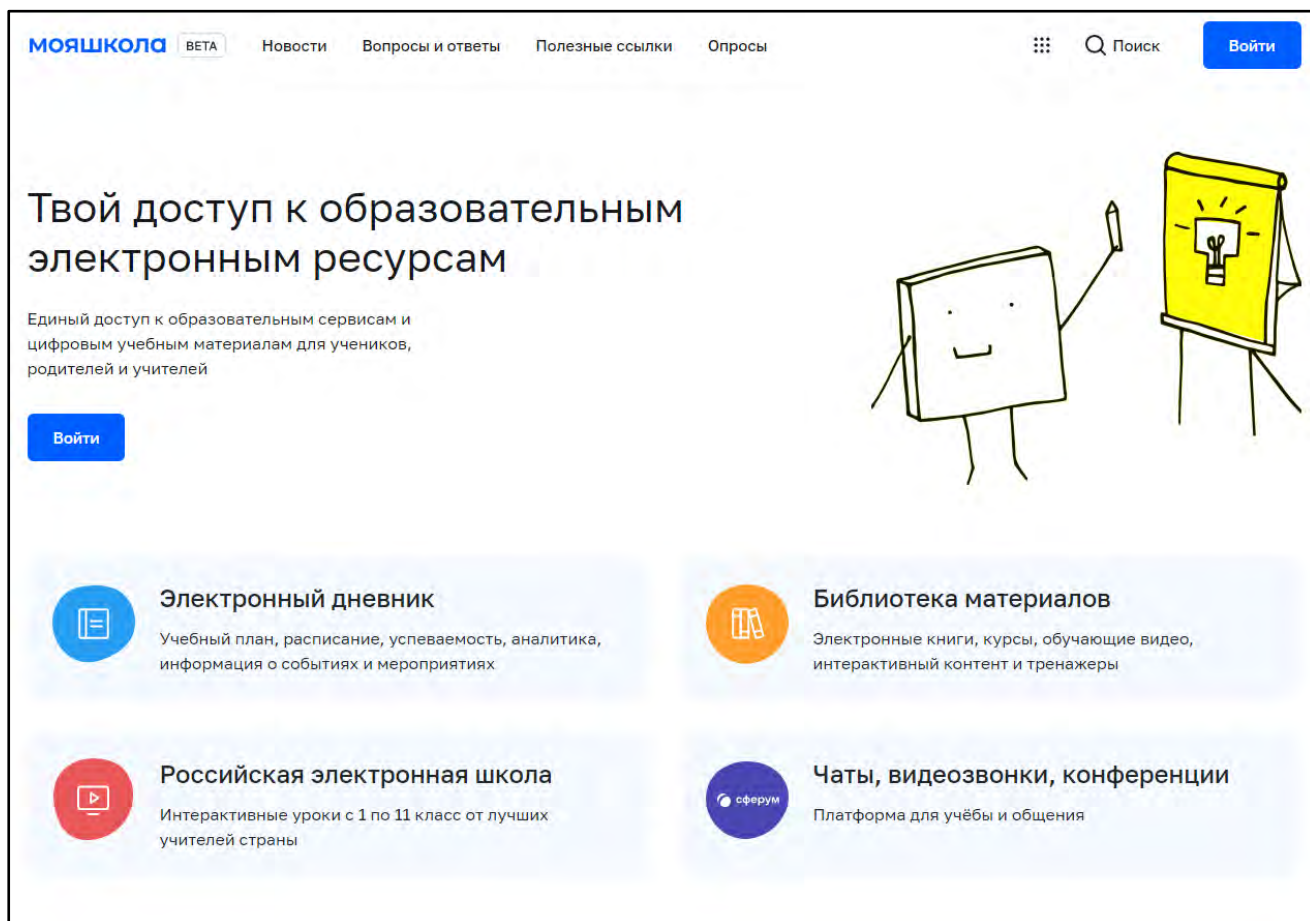 мояшкола BETA Новости Вопросы и ответы Полезные ссылки Опросы Поиск Войти
Твой доступ к образовательным
электронным ресурсам
Единый доступ к образовательным сервисам и
цифровым учебным материалам для учеников,
родителей и учителей
Войти
Электронный дневник
Учебный план, расписание, успеваемость, аналитика,
информация о событиях и мероприятиях
Библиотека материалов
Электронные книги, курсы, обучающие видео,
интерактивный контент и тренажеры
Российская электронная школа
Интерактивные уроки с 1 по 11 класс от лучших
учителей страны
сферум
Чаты, видеозвонки, конференции
Платформа для учёбы и общения